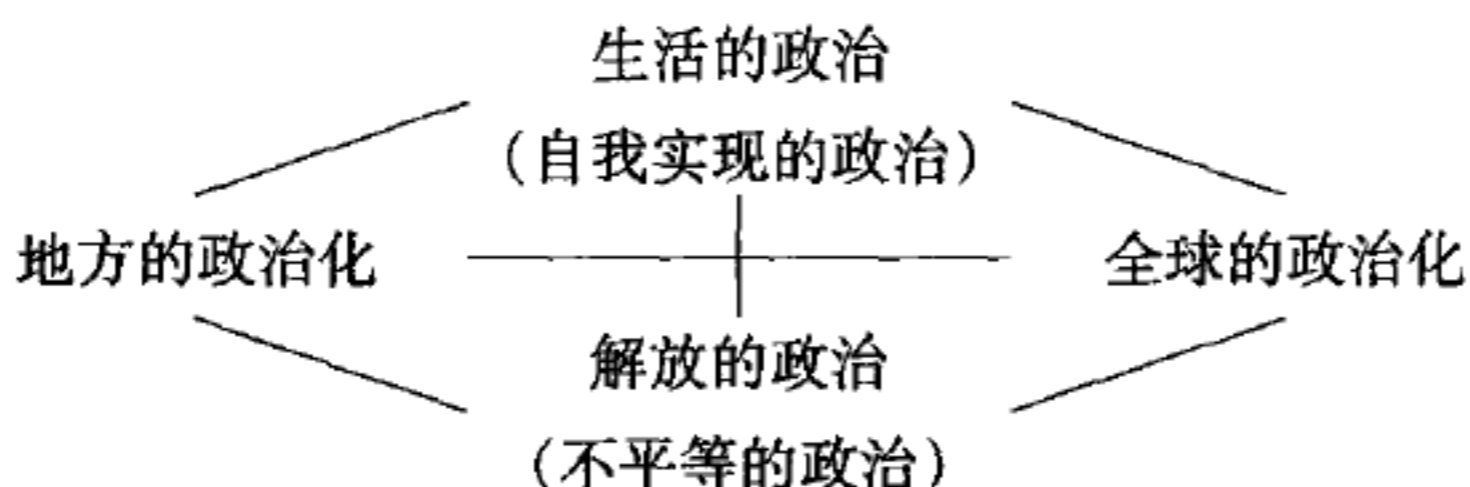 生活的政治
（自我实现的政治）
地方的政治化
全球的政治化
解放的政治
（不平等的政治）